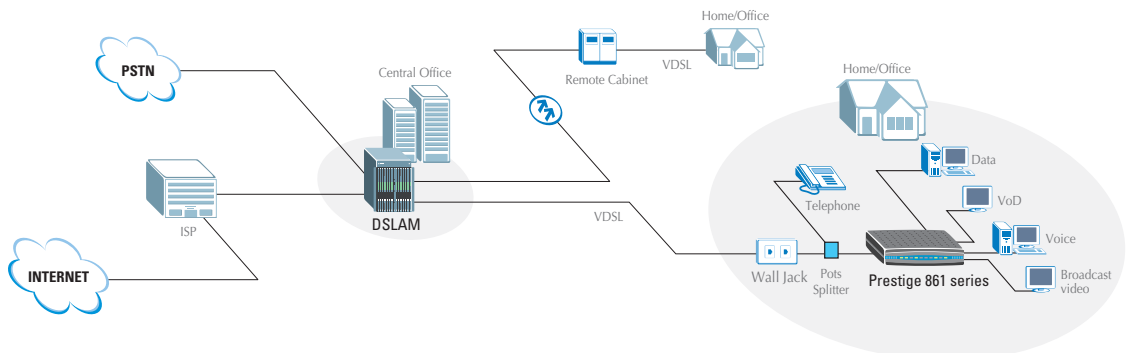 Home/Office
PSTN
Central Office
VDSL
Remote Cabinet
Home/Office
Data
Telephone
VoD
ISP
DSLAM
VDSL
Voice
INTERNET
Wall Jack
Pots
Splitter
Prestige 861 series
Broadcast
video